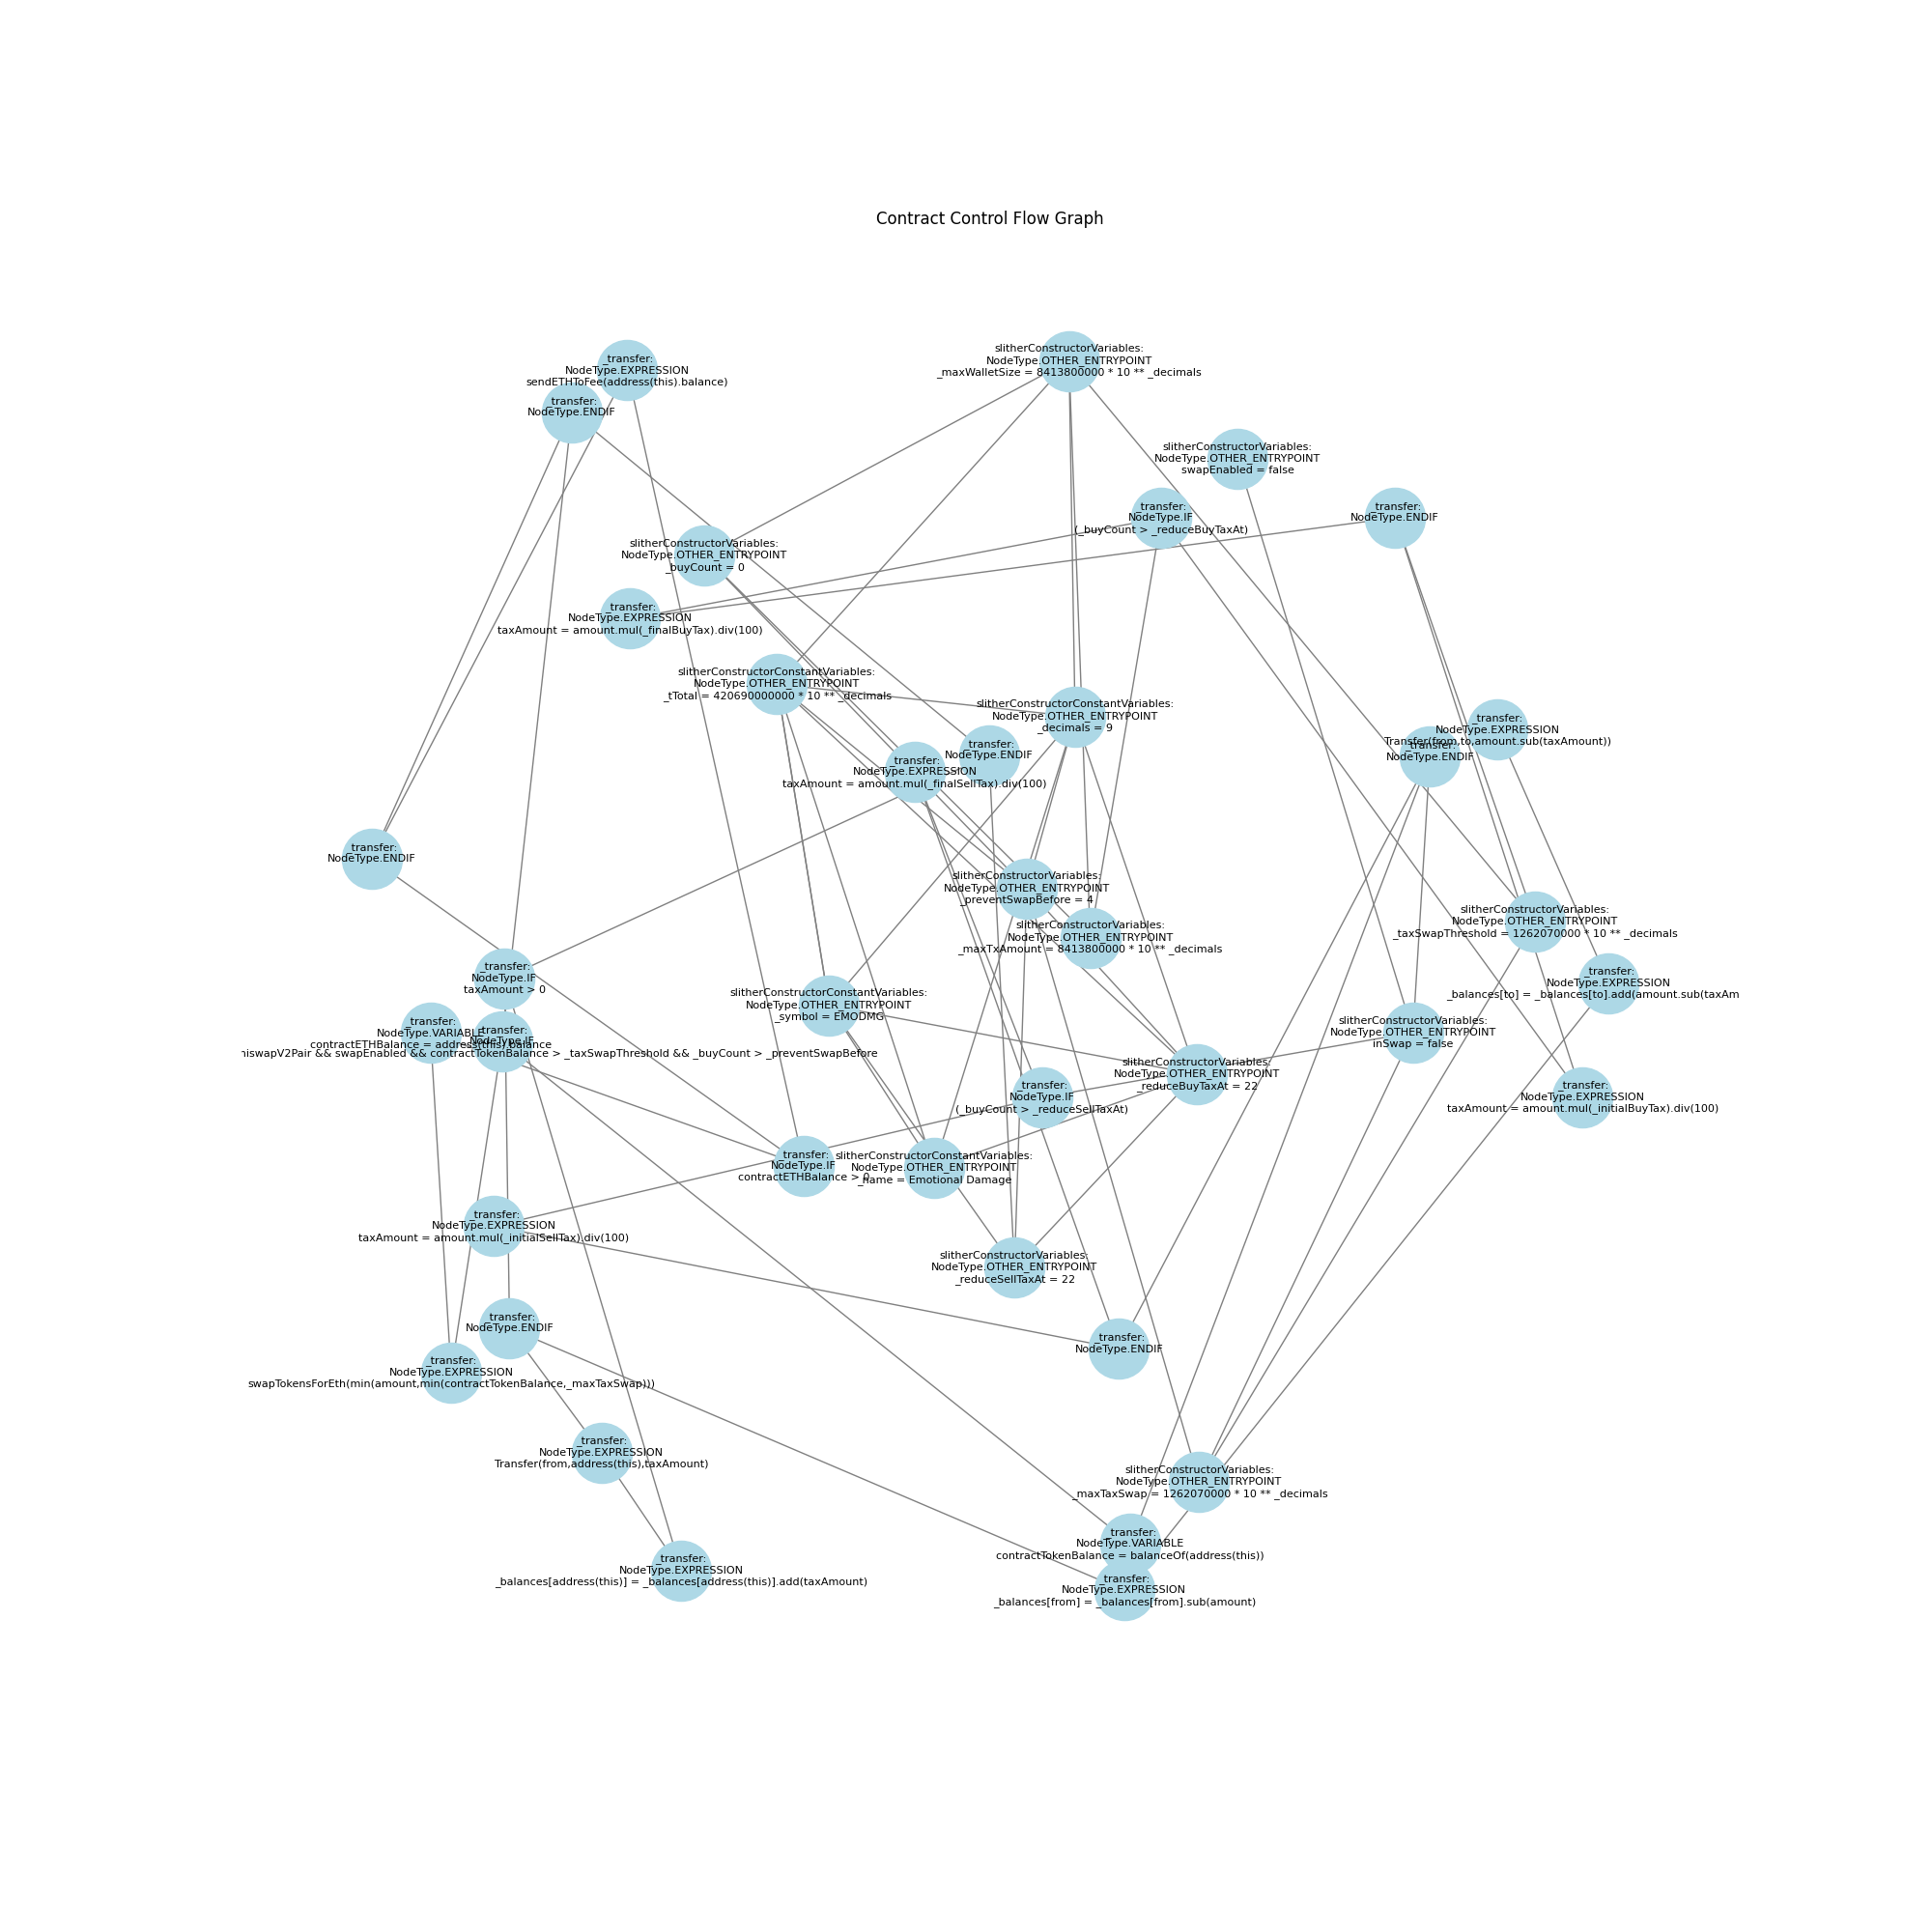 Contract Control Flow Graph
slitherConstructorVariables:
NodeType.OTHER_ENTRYPOINT
_maxWalletSize = 8413800000 * 10 ** _decimals
_transfer:
NodeType.EXPRESSION
sendETHToFee(address(this).balance)
_transfer:
NodeType.ENDIF
slitherConstructorVariables:
NodeType.OTHER_ENTRYPOINT
swapEnabled = false
_transfer:
NodeType.IF
(_buyCount > _reduceBuyTaxAt)
_transfer:
NodeType.ENDIF
slitherConstructorVariables:
NodeType.OTHER_ENTRYPOINT
_buyCount = 0
_transfer:
NodeType.EXPRESSION
taxAmount = amount.mul(_finalBuyTax).div(100)
slitherConstructorConstantVariables:
NodeType.OTHER_ENTRYPOINT
_tTotal = 420690000000 * 10 ** _decimals
slitherConstructorConstantVariables:
NodeType.OTHER_ENTRYPOINT
_decimals = 9
_transfer:
NodeType.EXPRESSION
Transfer(from,to,amount.sub(taxAmount))
_transfer:
NodeType.ENDIF
_transfer:
NodeType.ENDIF
_transfer:
NodeType.EXPRESSION
taxAmount = amount.mul(_finalSellTax).div(100)
_transfer:
NodeType.ENDIF
slitherConstructorVariables:
NodeType.OTHER_ENTRYPOINT
_preventSwapBefore = 4
slitherConstructorVariables:
NodeType.OTHER_ENTRYPOINT
_maxTxAmount = 8413800000 * 10 ** _decimals
slitherConstructorVariables:
NodeType.OTHER_ENTRYPOINT
_taxSwapThreshold = 1262070000 * 10 ** _decimals
_transfer:
NodeType.IF
taxAmount > 0
_transfer:
NodeType.EXPRESSION
_balances[to] = _balances[to].add(amount.sub(taxAm
slitherConstructorConstantVariables:
NodeType.OTHER_ENTRYPOINT
_symbol = EMODMG
_transfer:
NodeType.VARIABLE
contractETHBalance = address(this).balance
_transfer:
NodeType.IF
niswapV2Pair && swapEnabled && contractTokenBalance > _taxSwapThreshold && _buyCount > _preventSwapBefore
slitherConstructorVariables:
NodeType.OTHER_ENTRYPOINT
inSwap = false
slitherConstructorVariables:
NodeType.OTHER_ENTRYPOINT
_reduceBuyTaxAt = 22
_transfer:
NodeType.IF
(_buyCount > _reduceSellTaxAt)
_transfer:
NodeType.EXPRESSION
taxAmount = amount.mul(_initialBuyTax).div(100)
_transfer:
NodeType.IF
contractETHBalance > 0
slitherConstructorConstantVariables:
NodeType.OTHER_ENTRYPOINT
_name = Emotional Damage
_transfer:
NodeType.EXPRESSION
taxAmount = amount.mul(_initialSellTax).div(100)
slitherConstructorVariables:
NodeType.OTHER_ENTRYPOINT
_reduceSellTaxAt = 22
_transfer:
NodeType.ENDIF
_transfer:
NodeType.ENDIF
_transfer:
NodeType.EXPRESSION
swapTokensForEth(min(amount,min(contractTokenBalance,_maxTaxSwap)))
_transfer:
NodeType.EXPRESSION
Transfer(from,address(this),taxAmount)
slitherConstructorVariables:
NodeType.OTHER_ENTRYPOINT
_maxTaxSwap = 1262070000 * 10 ** _decimals
_transfer:
NodeType.VARIABLE
contractTokenBalance = balanceOf(address(this))
_transfer:
NodeType.EXPRESSION
_balances[address(this)] = _balances[address(this)].add(taxAmount)
_transfer:
NodeType.EXPRESSION
_balances[from] = _balances[from].sub(amount)